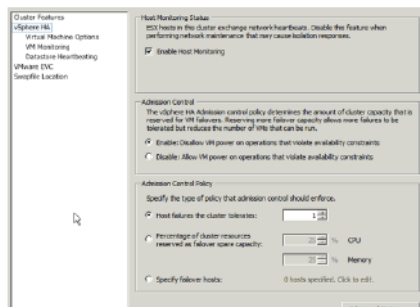 Cluster Features
vSphere HA
Virtual Machine Options
VM Monitoring
Datastore Heartbeating
VMware EVC
Swapfile Location
Host Monitoring Status
ESX hosts in this cluster exchange network heartbeats. Disable this feature when
performing network maintenance that may cause isolation responses.
Enable Host Monitoring
Admission Control
The vSphere HA Admission control policy determines the amount of cluster capacity that is
reserved for VM failovers. Reserving more failover capacity allows more failures to be
tolerated but reduces the number of VMs that can be run.
Enable: Disallow VM power on operations that violate availability constraints
Disable: Allow VM power on operations that violate availability constraints
Admission Control Policy
Specify the type of policy that admission control should enforce.
Host failures the cluster tolerates: 1
Percentage of cluster resources
reserved as failover spare capacity: 25 % CPU
25 % Memory
Specify failover hosts: 0 hosts specified. Click to edit.